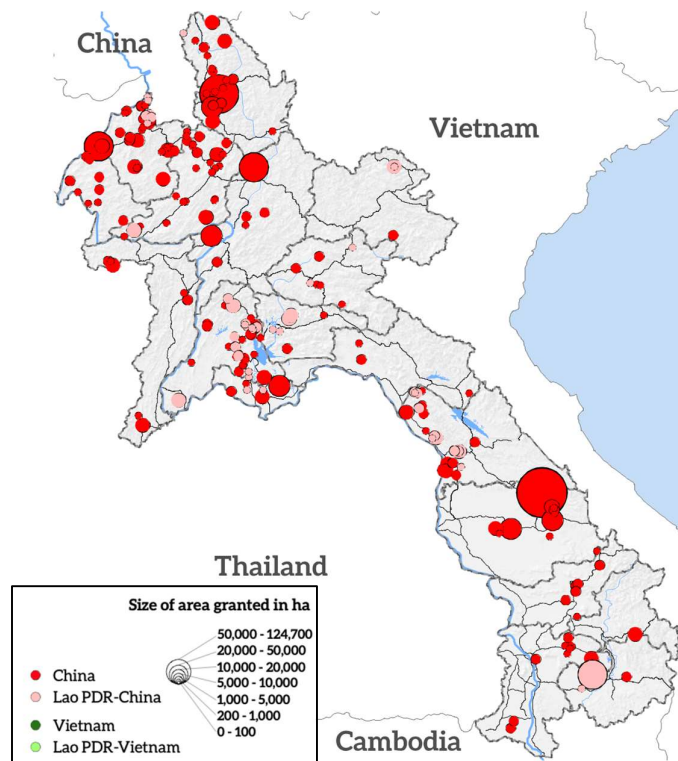 China
Vietnam
Thailand
Size of area granted in ha
50,000 - 124,700
20,000 - 50,000
10,000 - 20,000
5,000 - 10,000
1,000 - 5,000
200 - 1,000
0 - 100
China
Lao PDR-China
Vietnam
Lao PDR-Vietnam
Cambodia